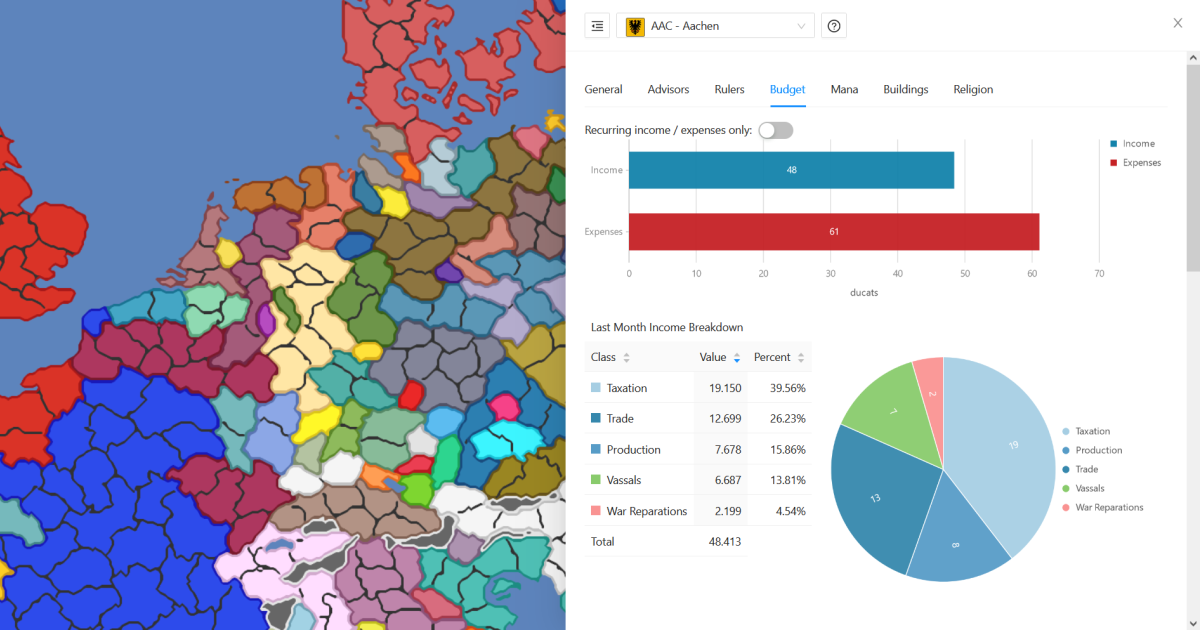 AAC - Aachen
General Advisors Rulers Budget Mana Buildings Religion
Recurring income / expenses only:
Income 48
Expenses 61
0 10 20 30 40 50 60 70
ducats
Income
Expenses
Last Month Income Breakdown
Class Value Percent
Taxation 19.150 39.56%
Trade 12.699 26.23%
Production 7.678 15.86%
Vassals 6.687 13.81%
War Reparations 2.199 4.54%
Total 48.413
2
7
19
13
8
Taxation
Production
Trade
Vassals
War Reparations